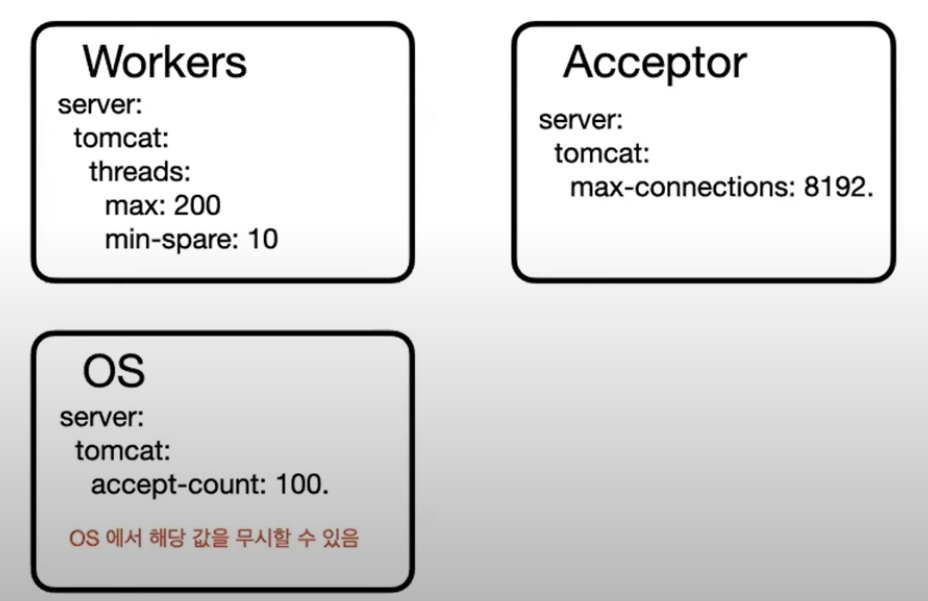 Workers
server:
tomcat:
threads:
max: 200
min-spare: 10
Acceptor
server:
tomcat:
max-connections: 8192.
OS
server:
tomcat:
accept-count: 100.
OS 에서 해당 값을 무시할 수 있음